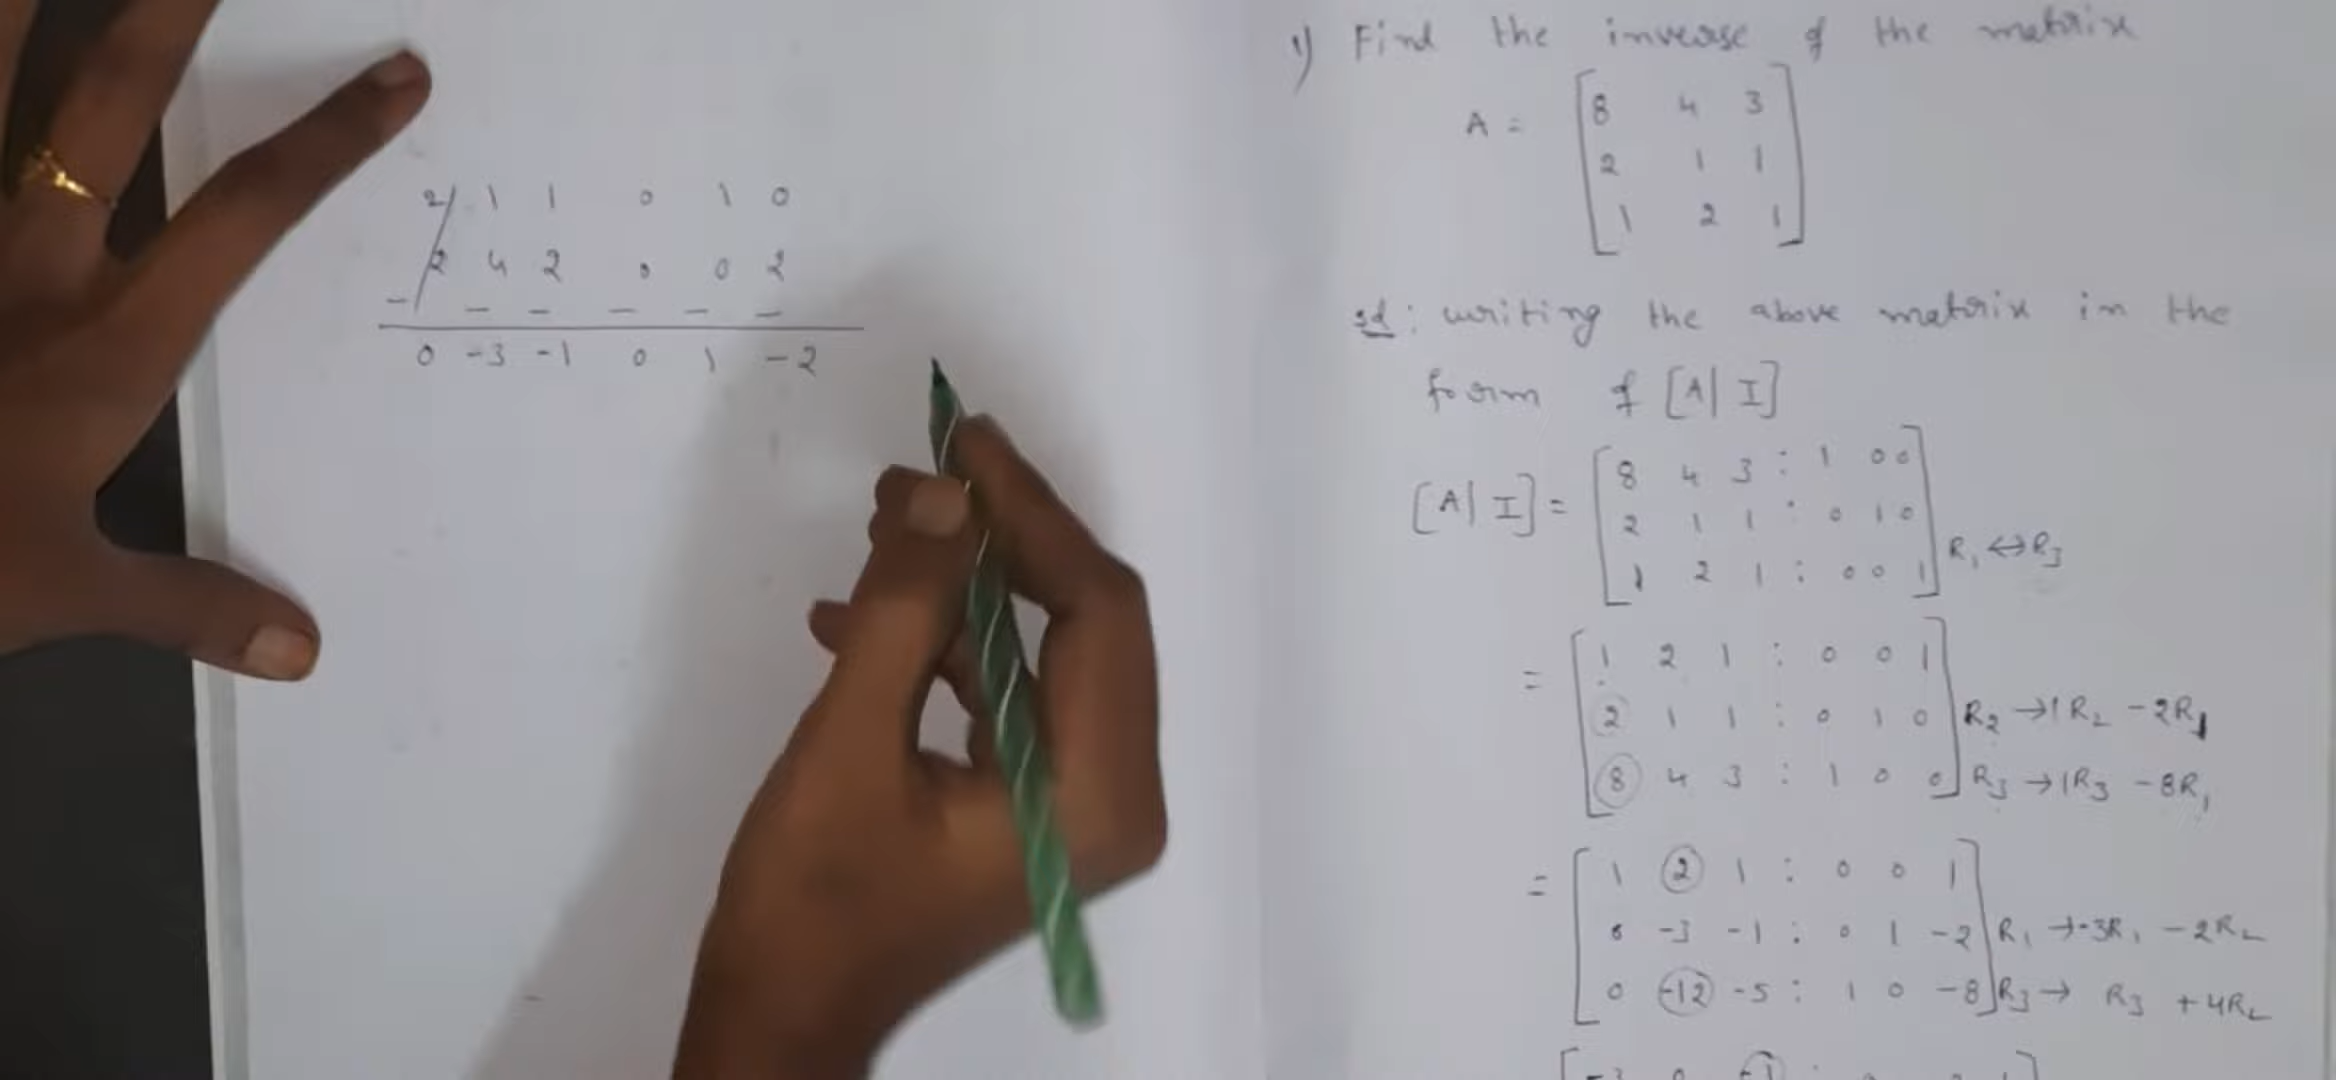 2 1 1 0 1 0
2 4 2 0 0 2
- - - - - -
0 -3 -1 0 1 -2
1) Find the inverse of the matrix
A = [8 4 3
2 1 1
1 2 1]
sol: writing the above matrix in the
form of [A| I]
[A| I] = [8 4 3 : 1 0 0
2 1 1 : 0 1 0
1 2 1 : 0 0 1] R1 ↔ R3
= [1 2 1 : 0 0 1
2 1 1 : 0 1 0 R2 → 1R2 - 2R1
8 4 3 : 1 0 0] R3 → 1R3 - 8R1
= [1 2 1 : 0 0 1
0 -3 -1 : 0 1 -2 R1 → -3R1 - 2R2
0 -12 -5 : 1 0 -8] R3 → R3 + 4R2